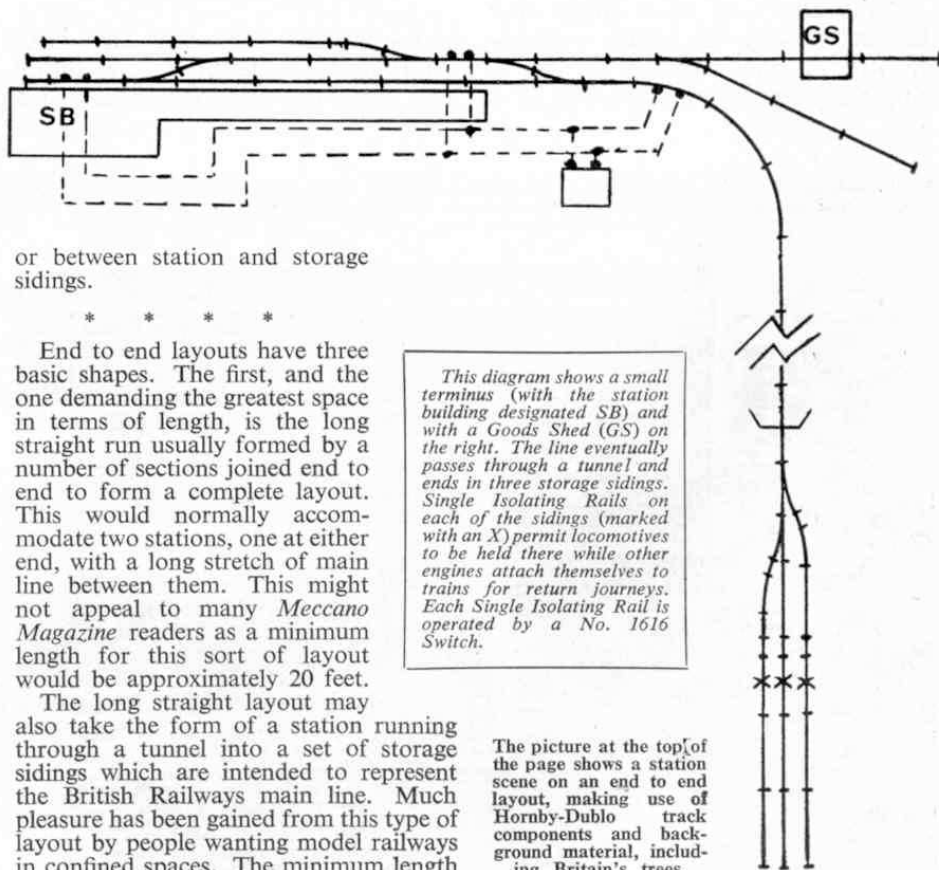 GS
SB
or between station and storage
sidings.
* * * *
End to end layouts have three
basic shapes. The first, and the
one demanding the greatest space
in terms of length, is the long
straight run usually formed by a
number of sections joined end to
end to form a complete layout.
This would normally accom-
modate two stations, one at either
end, with a long stretch of main
line between them. This might
not appeal to many Meccano
Magazine readers as a minimum
length for this sort of layout
would be approximately 20 feet.
The long straight layout may
also take the form of a station running
through a tunnel into a set of storage
sidings which are intended to represent
the British Railways main line. Much
pleasure has been gained from this type of
layout by people wanting model railways
in confined spaces. The minimum length
This diagram shows a small
terminus (with the station
building designated SB) and
with a Goods Shed (GS) on
the right. The line eventually
passes through a tunnel and
ends in three storage sidings.
Single Isolating Rails on
each of the sidings (marked
with an X) permit locomotives
to be held there while other
engines attach themselves to
trains for return journeys.
Each Single Isolating Rail is
operated by a No. 1616
Switch.
The picture at the top of
the page shows a station
scene on an end to end
layout, making use of
Hornby-Dublo track
components and back-
ground material, includ-
ing Britain's trees